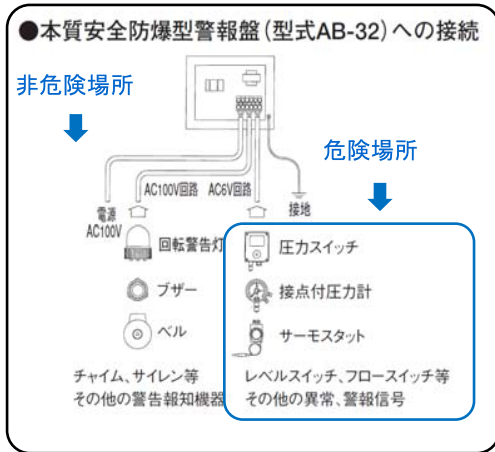 ●本質安全防爆型警報盤(型式AB-32)への接続
非危険場所
危険場所
AC100V回路 AC6V回路
電源
AC100V
接地
回転警告灯
圧力スイッチ
ブザー
接点付圧力計
ベル
サーモスタット
チャイム、サイレン等
その他の警告報知機器
レベルスイッチ、フロースイッチ等
その他の異常、警報信号